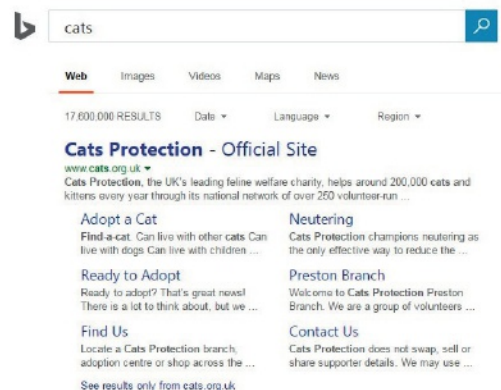 cats
Web Images Videos Maps News
17,600,000 RESULTS Date Language Region
Cats Protection - Official Site
www.cats.org.uk
Cats Protection, the UK's leading feline welfare charity, helps around 200,000 cats and
kittens every year through its national network of over 250 volunteer-run ...
Adopt a Cat
Find-a-cat. Can live with other cats Can
live with dogs Can live with children ...
Neutering
Cats Protection champions neutering as
the only effective way to reduce the ...
Ready to Adopt
Ready to adopt? That's great news!
There is a lot to think about, but we ...
Preston Branch
Welcome to Cats Protection Preston
Branch. We are a group of volunteers ...
Find Us
Locate a Cats Protection branch,
adoption centre or shop across the ...
Contact Us
Cats Protection does not swap, sell or
share supporter details. We may use ...
See results only from cats.org.uk